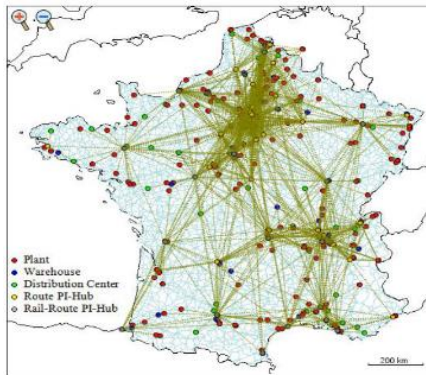 Plant
Warehouse
Distribution Center
Route PI-Hub
Rail-Route PI-Hub
200 km